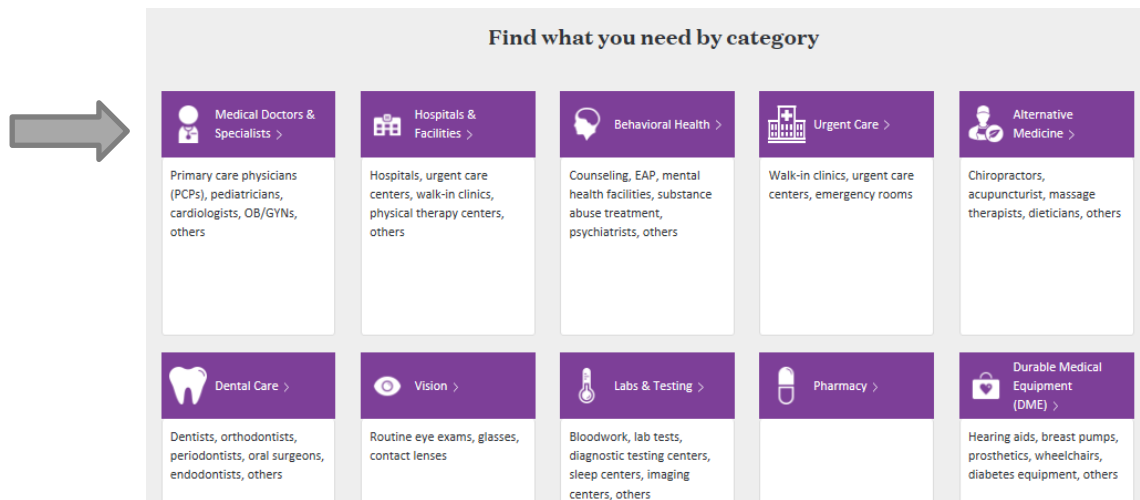 Find what you need by category
Medical Doctors &
Specialists >
Primary care physicians
(PCPs), pediatricians,
cardiologists, OB/GYNs,
others
Hospitals &
Facilities >
Hospitals, urgent care
centers, walk-in clinics,
physical therapy centers,
others
Behavioral Health >
Counseling, EAP, mental
health facilities, substance
abuse treatment,
psychiatrists, others
Urgent Care >
Walk-in clinics, urgent care
centers, emergency rooms
Alternative
Medicine >
Chiropractors,
acupuncturist, massage
therapists, dieticians, others
Dental Care >
Dentists, orthodontists,
periodontists, oral surgeons,
endodontists, others
Vision >
Routine eye exams, glasses,
contact lenses
Labs & Testing >
Bloodwork, lab tests,
diagnostic testing centers,
sleep centers, imaging
centers, others
Pharmacy >
Durable Medical
Equipment
(DME) >
Hearing aids, breast pumps,
prosthetics, wheelchairs,
diabetes equipment, others